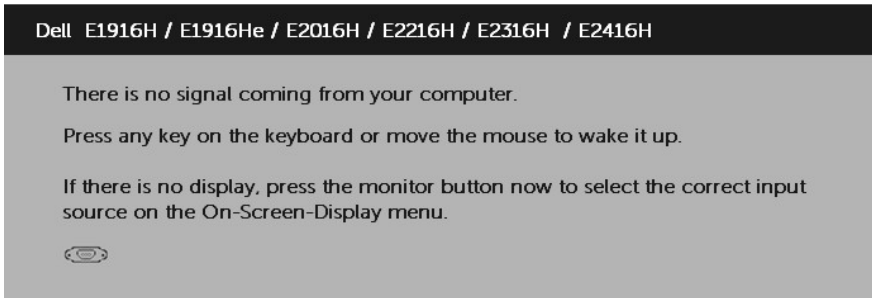 Dell E1916H / E1916He / E2016H / E2216H / E2316H / E2416H
There is no signal coming from your computer.
Press any key on the keyboard or move the mouse to wake it up.
If there is no display, press the monitor button now to select the correct input
source on the On-Screen-Display menu.